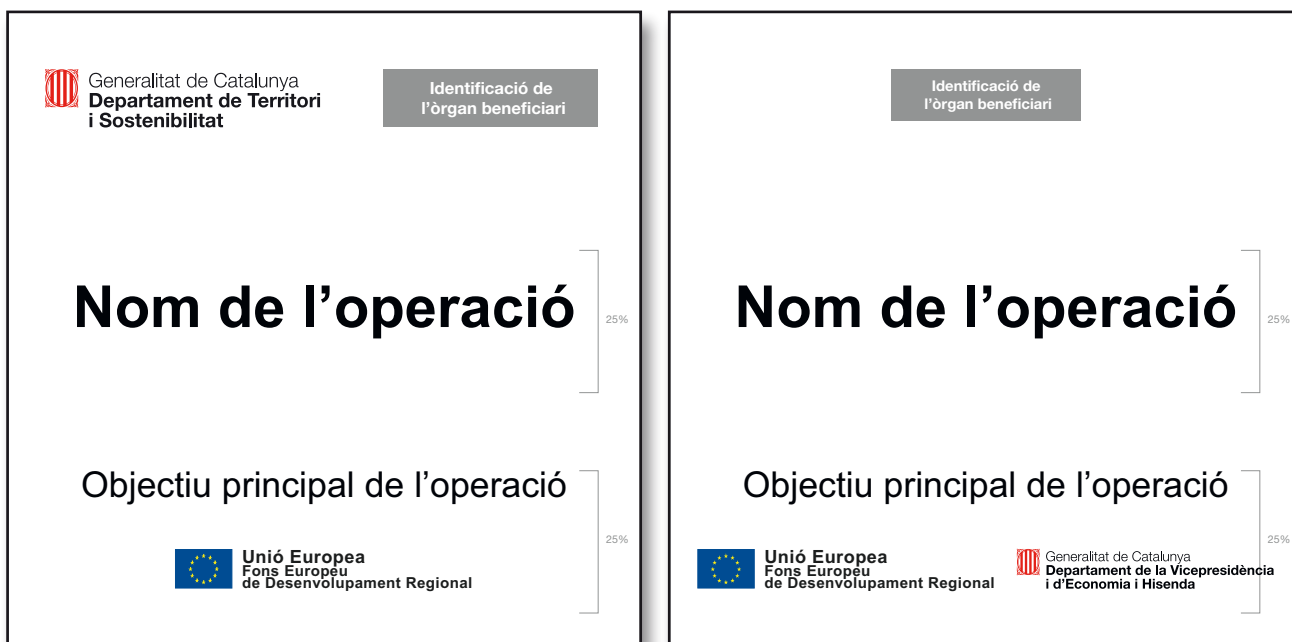 Generalitat de Catalunya
Departament de Territori
i Sostenibilitat
Identificació de
l’òrgan beneficiari
Nom de l’operació
25%
Objectiu principal de l’operació
25%
Unió Europea
Fons Europeu
de Desenvolupament Regional
Identificació de
l’òrgan beneficiari
Nom de l’operació
25%
Objectiu principal de l’operació
25%
Unió Europea
Fons Europeu
de Desenvolupament Regional
Generalitat de Catalunya
Departament de la Vicepresidència
i d’Economia i Hisenda